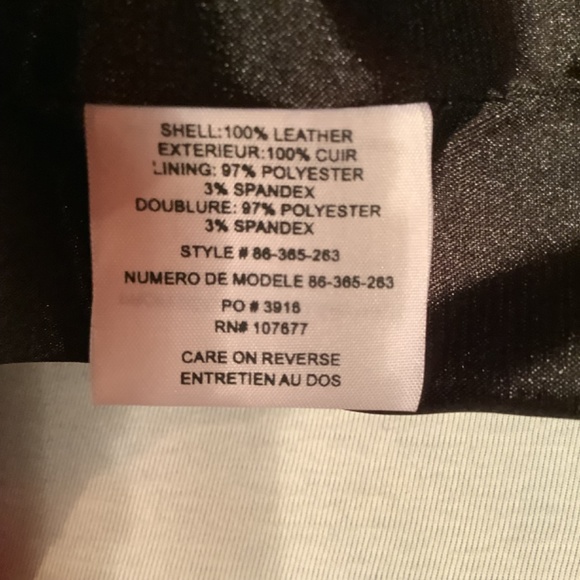 SHELL:100% LEATHER
EXTERIEUR:100% CUIR
LINING: 97% POLYESTER
3% SPANDEX
DOUBLURE: 97% POLYESTER
3% SPANDEX
STYLE # 86-365-263
NUMERO DE MODELE 86-365-263
PO # 3916
RN# 107677
CARE ON REVERSE
ENTRETIEN AU DOS